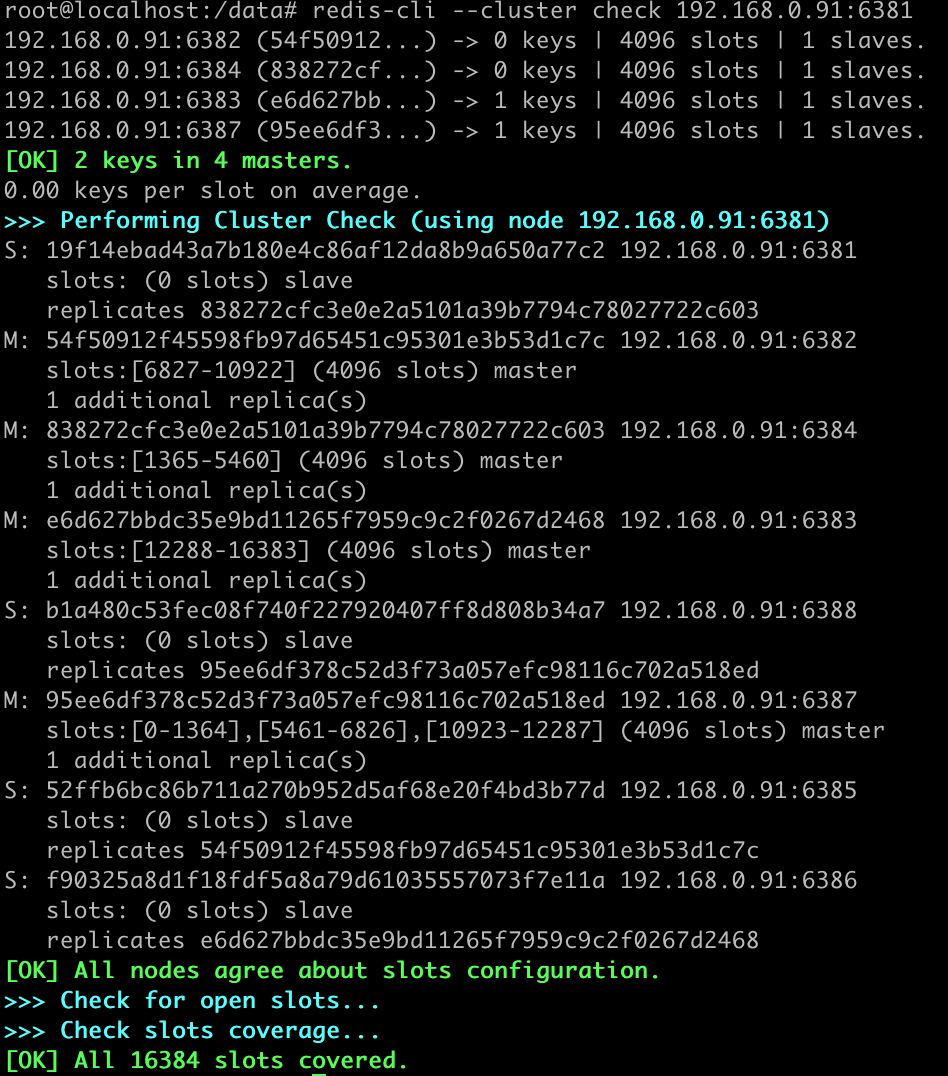 root@localhost:/data# redis-cli --cluster check 192.168.0.91:6381
192.168.0.91:6382 (54f50912...) -> 0 keys | 4096 slots | 1 slaves.
192.168.0.91:6384 (838272cf...) -> 0 keys | 4096 slots | 1 slaves.
192.168.0.91:6383 (e6d627bb...) -> 1 keys | 4096 slots | 1 slaves.
192.168.0.91:6387 (95ee6df3...) -> 1 keys | 4096 slots | 1 slaves.
[OK] 2 keys in 4 masters.
0.00 keys per slot on average.
>>> Performing Cluster Check (using node 192.168.0.91:6381)
S: 19f14ebad43a7b180e4c86af12da8b9a650a77c2 192.168.0.91:6381
   slots: (0 slots) slave
   replicates 838272cfc3e0e2a5101a39b7794c78027722c603
M: 54f50912f45598fb97d65451c95301e3b53d1c7c 192.168.0.91:6382
   slots:[6827-10922] (4096 slots) master
   1 additional replica(s)
M: 838272cfc3e0e2a5101a39b7794c78027722c603 192.168.0.91:6384
   slots:[1365-5460] (4096 slots) master
   1 additional replica(s)
M: e6d627bbdc35e9bd11265f7959c9c2f0267d2468 192.168.0.91:6383
   slots:[12288-16383] (4096 slots) master
   1 additional replica(s)
S: b1a480c53fec08f740f227920407ff8d808b34a7 192.168.0.91:6388
   slots: (0 slots) slave
   replicates 95ee6df378c52d3f73a057efc98116c702a518ed
M: 95ee6df378c52d3f73a057efc98116c702a518ed 192.168.0.91:6387
   slots:[0-1364],[5461-6826],[10923-12287] (4096 slots) master
   1 additional replica(s)
S: 52ffb6bc86b711a270b952d5af68e20f4bd3b77d 192.168.0.91:6385
   slots: (0 slots) slave
   replicates 54f50912f45598fb97d65451c95301e3b53d1c7c
S: f90325a8d1f18fdf5a8a79d61035557073f7e11a 192.168.0.91:6386
   slots: (0 slots) slave
   replicates e6d627bbdc35e9bd11265f7959c9c2f0267d2468
[OK] All nodes agree about slots configuration.
>>> Check for open slots...
>>> Check slots coverage...
[OK] All 16384 slots covered.